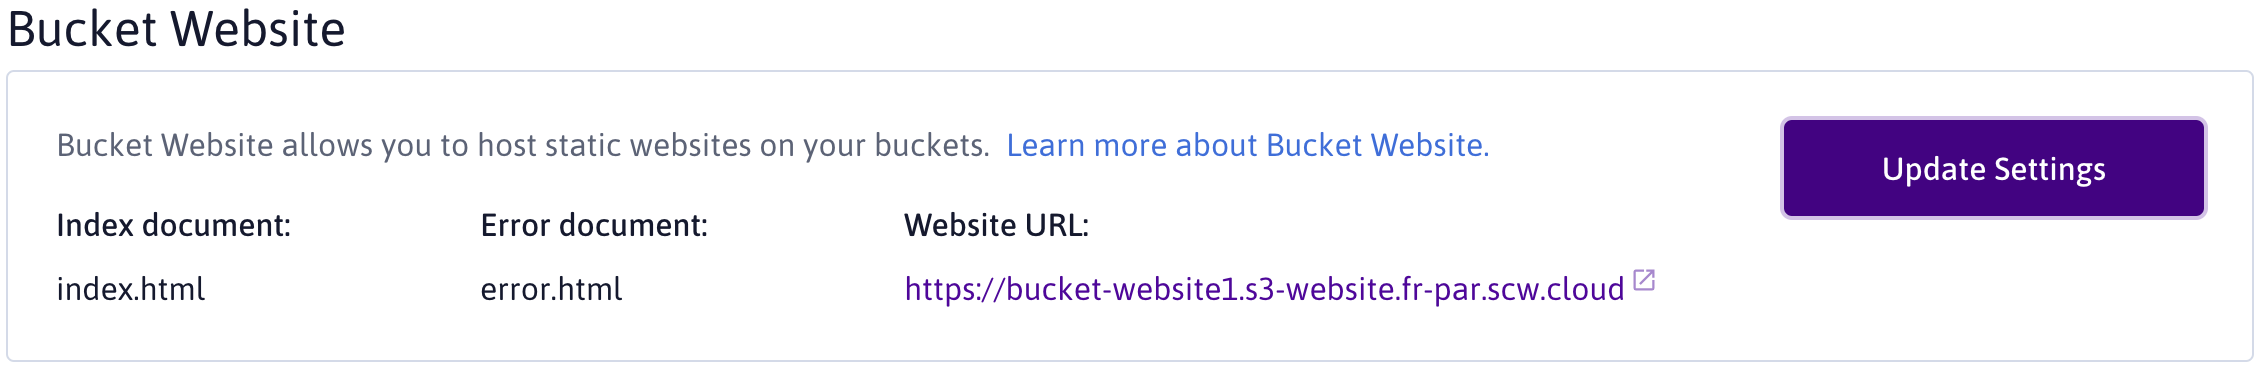 Bucket Website
Bucket Website allows you to host static websites on your buckets. Learn more about Bucket Website.
Update Settings
Index document: Error document: Website URL:
index.html error.html https://bucket-website1.s3-website.fr-par.scw.cloud